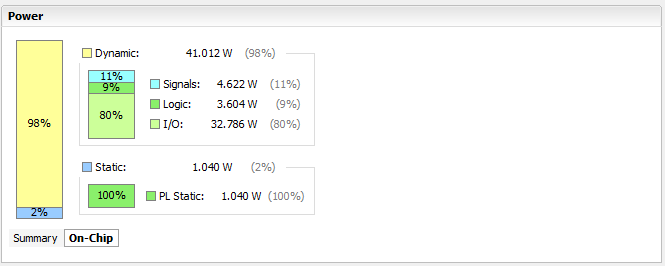 Power
98%
2%
Dynamic: 41.012 W (98%)
11%
9%
80%
Signals: 4.622 W (11%)
Logic: 3.604 W (9%)
I/O: 32.786 W (80%)
Static: 1.040 W (2%)
100%
PL Static: 1.040 W (100%)
Summary On-Chip